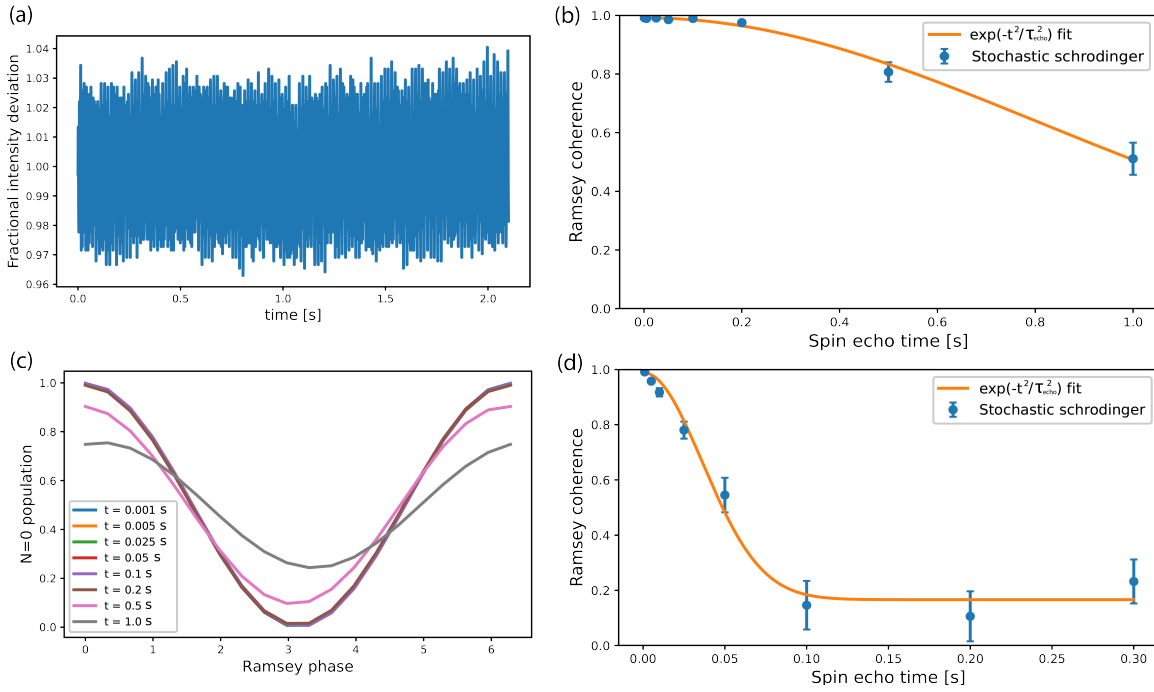 (a)
1.04
1.03
1.02
1.01
1.00
0.99
0.98
0.97
0.96
Fractional intensity deviation
0.0
0.5
1.0
1.5
2.0
time [s]
(b)
1.0
0.8
0.6
0.4
0.2
0.0
Ramsey coherence
exp(-t²/τ²echo) fit
Stochastic schrodinger
0.0
0.2
0.4
0.6
0.8
1.0
Spin echo time [s]
(c)
1.0
0.8
0.6
0.4
0.2
0.0
N=0 population
t = 0.001 s
t = 0.005 s
t = 0.025 s
t = 0.05 s
t = 0.1 s
t = 0.2 s
t = 0.5 s
t = 1.0 s
0
1
2
3
4
5
6
Ramsey phase
(d)
1.0
0.8
0.6
0.4
0.2
0.0
Ramsey coherence
exp(-t²/τ²echo) fit
Stochastic schrodinger
0.00
0.05
0.10
0.15
0.20
0.25
0.30
Spin echo time [s]